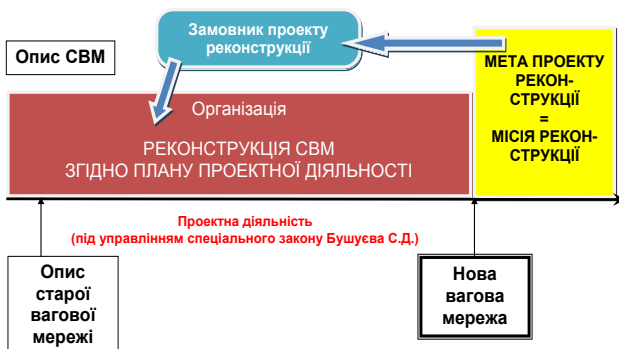 Замовник проекту
реконструкції
Опис СВМ
МЕТА ПРОЕКТУ
РЕКОН-
СТРУКЦІЇ
=
МІСІЯ РЕКОН-
СТРУКЦІЇ
Організація
РЕКОНСТРУКЦІЯ СВМ
ЗГІДНО ПЛАНУ ПРОЕКТНОЇ ДІЯЛЬНОСТІ
Проектна діяльність
(під управлінням спеціального закону Бушуєва С.Д.)
Опис
старої
вагової
мережі
Нова
вагова
мережа